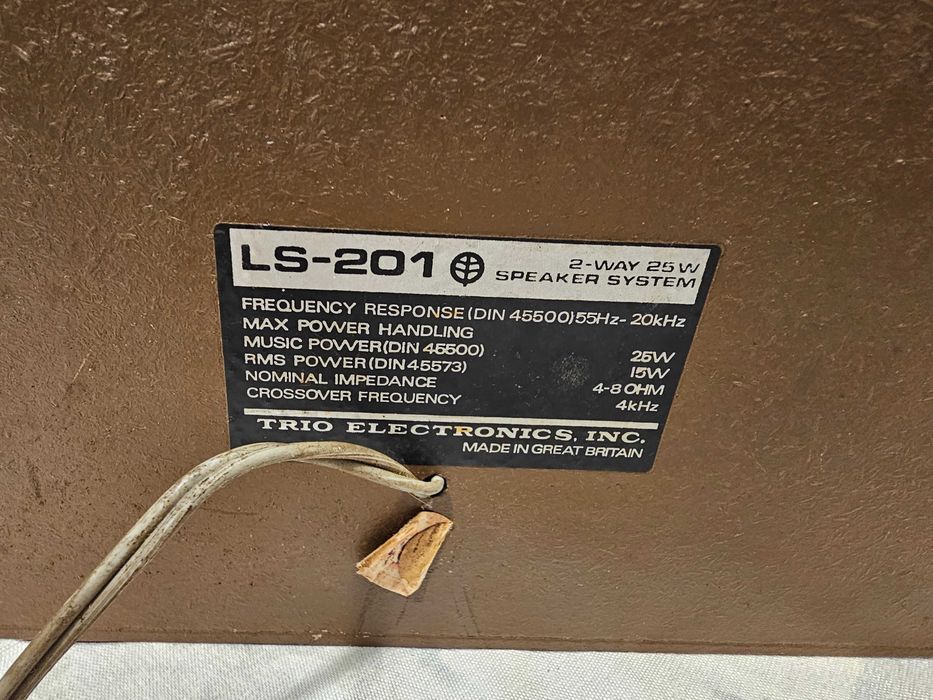 LS-201
2-WAY 25W
SPEAKER SYSTEM
FREQUENCY RESPONSE(DIN 45500)55Hz-20kHz
MAX POWER HANDLING
MUSIC POWER(DIN 45500) 25W
RMS POWER(DIN45573) 15W
NOMINAL IMPEDANCE 4-8 OHM
CROSSOVER FREQUENCY 4kHz
TRIO ELECTRONICS, INC.
MADE IN GREAT BRITAIN